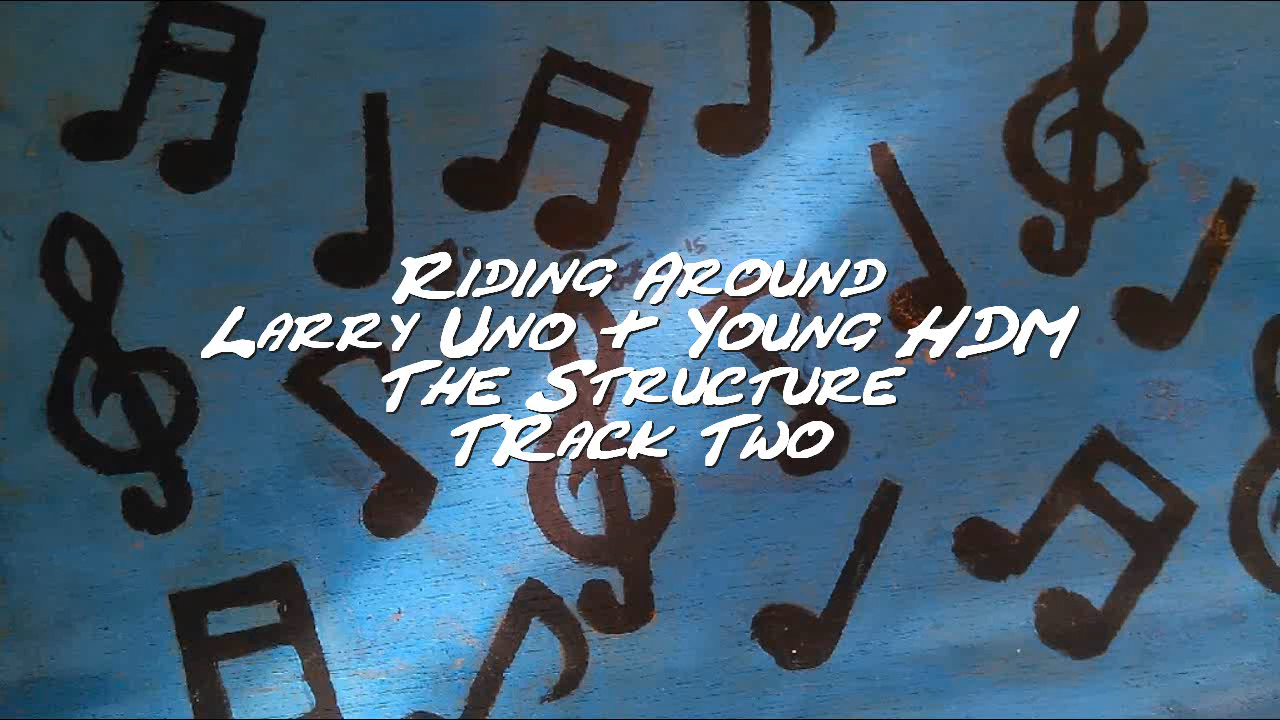 Riding Around
Larry Uno + Young HDM
The Structure
TRack Two